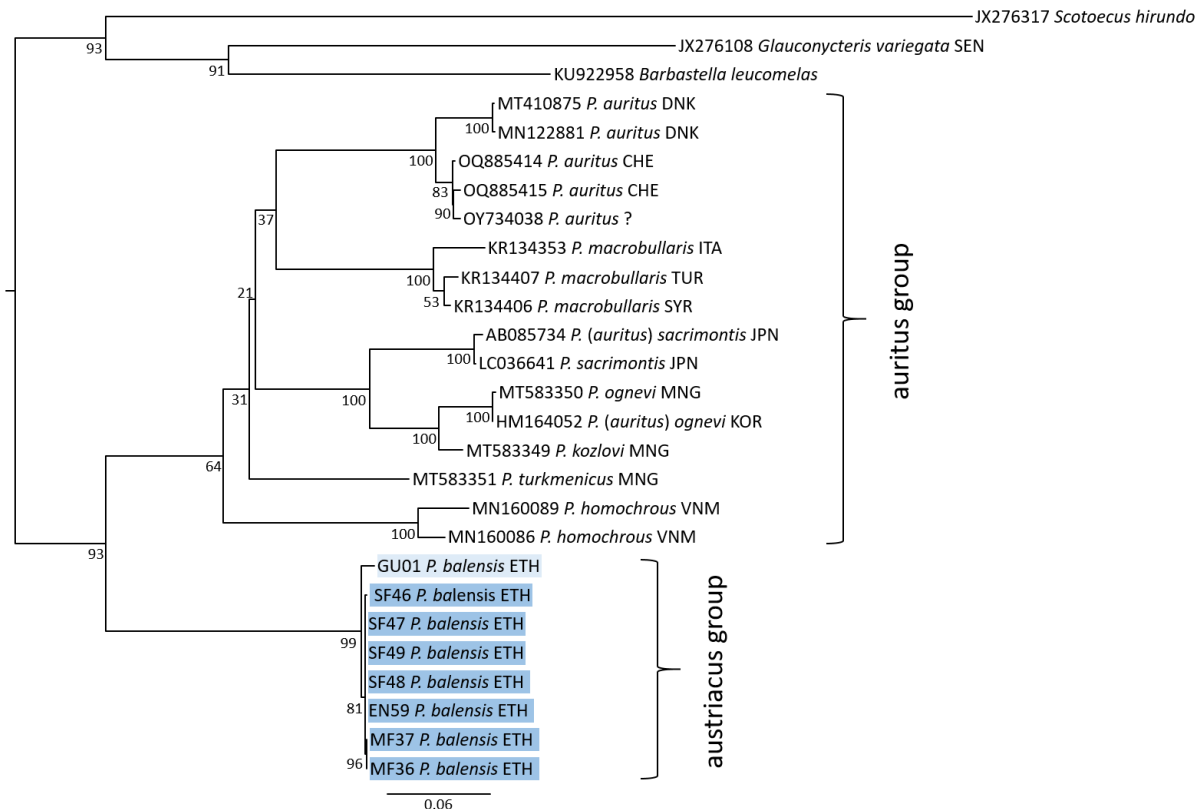 JX276317 Scotoecus hirundo
93
JX276108 Glauconycteris variegata SEN
91
KU922958 Barbastella leucomelas
MT410875 P. auritus DNK
100
MN122881 P. auritus DNK
100
OQ885414 P. auritus CHE
83
OQ885415 P. auritus CHE
90
OY734038 P. auritus ?
37
KR134353 P. macrobullaris ITA
100
KR134407 P. macrobullaris TUR
53
KR134406 P. macrobullaris SYR
21
AB085734 P. (auritus) sacrimontis JPN
100
LC036641 P. sacrimontis JPN
100
MT583350 P. ognevi MNG
100
HM164052 P. (auritus) ognevi KOR
100
MT583349 P. kozlovi MNG
31
MT583351 P. turkmenicus MNG
64
MN160089 P. homochrous VNM
100
MN160086 P. homochrous VNM
auritus group
93
GU01 P. balensis ETH
99
SF46 P. balensis ETH
SF47 P. balensis ETH
SF49 P. balensis ETH
SF48 P. balensis ETH
81
EN59 P. balensis ETH
MF37 P. balensis ETH
96
MF36 P. balensis ETH
austriacus group
0.06